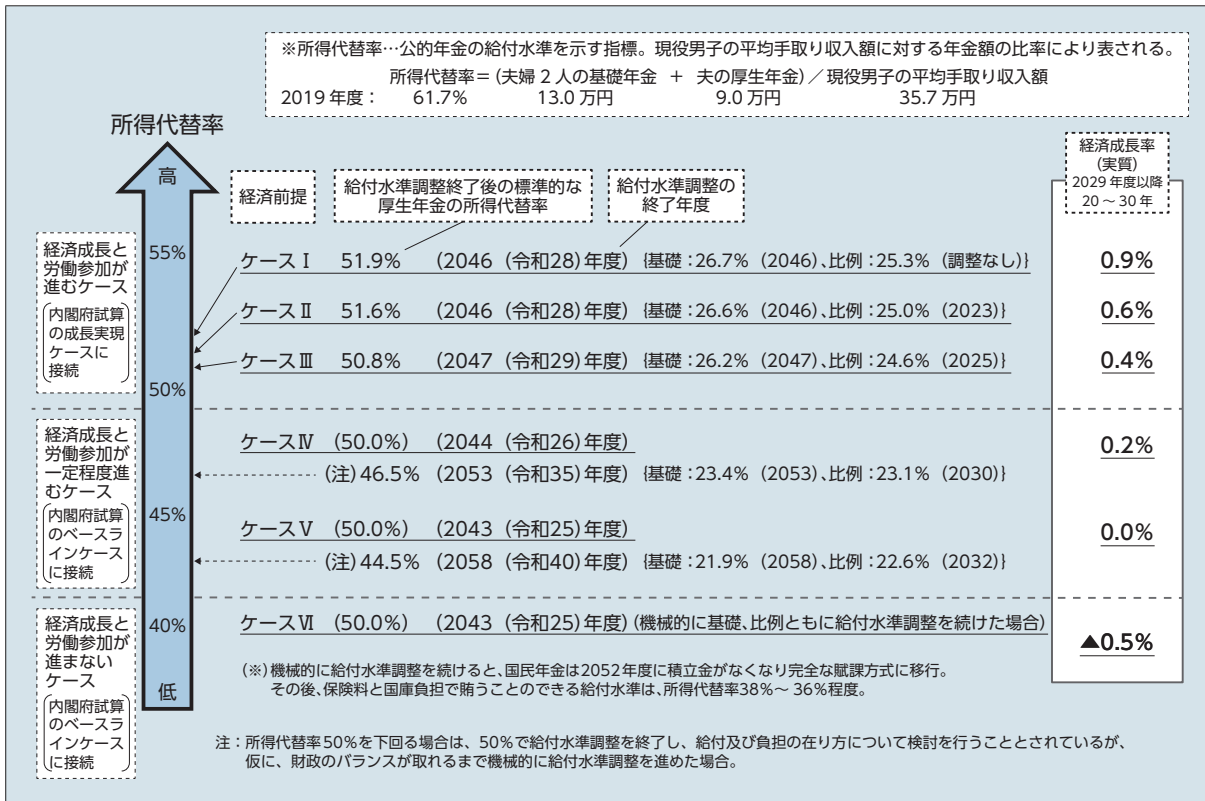 ※所得代替率…公的年金の給付水準を示す指標。現役男子の平均手取り収入額に対する年金額の比率により表される。
所得代替率＝(夫婦２人の基礎年金 ＋ 夫の厚生年金)／現役男子の平均手取り収入額
2019年度： 61.7% 13.0万円 9.0万円 35.7万円
所得代替率
高
55%
50%
45%
40%
低
経済前提
給付水準調整終了後の標準的な
厚生年金の所得代替率
給付水準調整の
終了年度
経済成長率
(実質)
2029年度以降
20～30年
経済成長と
労働参加が
進むケース
内閣府試算
の成長実現
ケースに
接続
ケースⅠ 51.9% (2046 (令和28)年度) {基礎：26.7% (2046)、比例：25.3% (調整なし)} 0.9%
ケースⅡ 51.6% (2046 (令和28)年度) {基礎：26.6% (2046)、比例：25.0% (2023)} 0.6%
ケースⅢ 50.8% (2047 (令和29)年度) {基礎：26.2% (2047)、比例：24.6% (2025)} 0.4%
経済成長と
労働参加が
一定程度進
むケース
内閣府試算
のベースラ
インケース
に接続
ケースⅣ (50.0%) (2044 (令和26)年度) 0.2%
(注)46.5% (2053 (令和35)年度) {基礎：23.4% (2053)、比例：23.1% (2030)}
ケースⅤ (50.0%) (2043 (令和25)年度) 0.0%
(注)44.5% (2058 (令和40)年度) {基礎：21.9% (2058)、比例：22.6% (2032)}
経済成長と
労働参加が
進まない
ケース
内閣府試算
のベースラ
インケース
に接続
ケースⅥ (50.0%) (2043 (令和25)年度) (機械的に基礎、比例ともに給付水準調整を続けた場合) ▲0.5%
(※)機械的に給付水準調整を続けると、国民年金は2052年度に積立金がなくなり完全な賦課方式に移行。
その後、保険料と国庫負担で賄うことのできる給付水準は、所得代替率38%～36%程度。
注：所得代替率50%を下回る場合は、50%で給付水準調整を終了し、給付及び負担の在り方について検討を行うこととされているが、
仮に、財政のバランスが取れるまで機械的に給付水準調整を進めた場合。